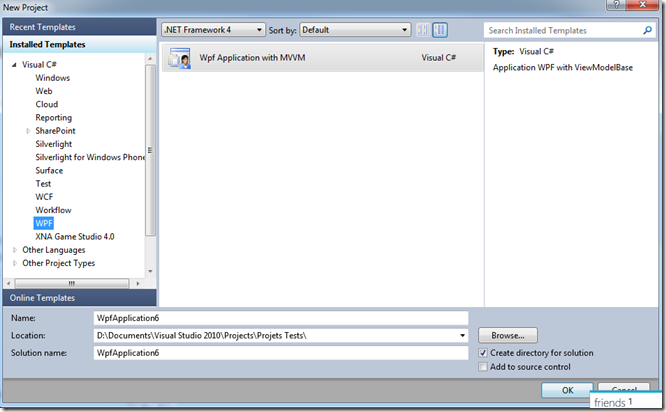 New Project
Recent Templates
Installed Templates
Visual C#
Windows
Web
Cloud
Reporting
SharePoint
Silverlight
Silverlight for Windows Phone
Surface
Test
WCF
Workflow
WPF
XNA Game Studio 4.0
Other Languages
Other Project Types
Online Templates
.NET Framework 4 Sort by: Default
Wpf Application with MVVM Visual C#
Search Installed Templates
Type: Visual C#
Application WPF with ViewModelBase
Name: WpfApplication6
Location: D:\Documents\Visual Studio 2010\Projects\Projets Tests\ Browse...
Solution name: WpfApplication6
Create directory for solution
Add to source control
OK Cancel
friends 1